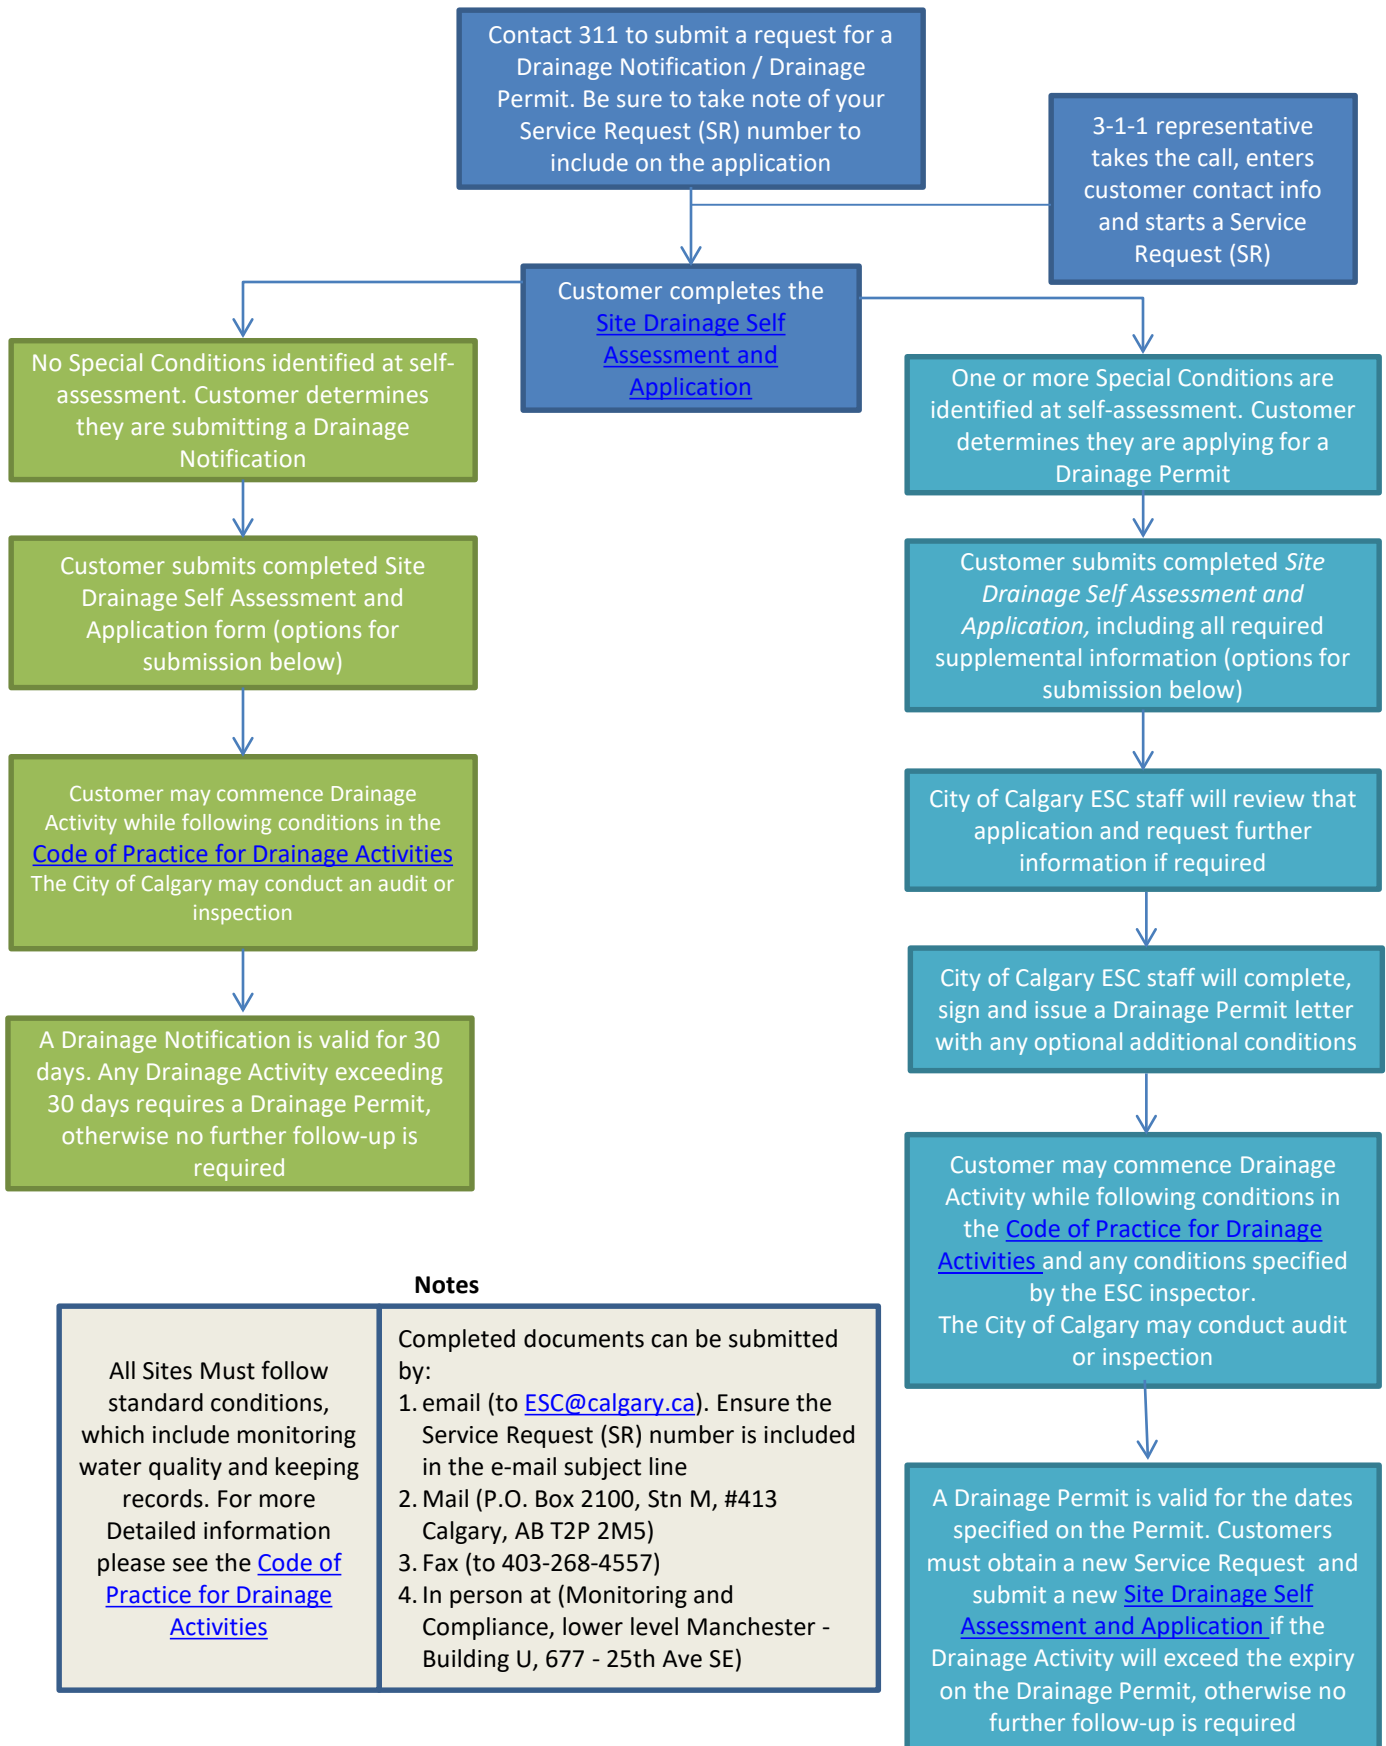 Contact 311 to submit a request for a
Drainage Notification / Drainage
Permit. Be sure to take note of your
Service Request (SR) number to
include on the application
3-1-1 representative
takes the call, enters
customer contact info
and starts a Service
Request (SR)
Customer completes the
Site Drainage Self
Assessment and
Application
No Special Conditions identified at self-
assessment. Customer determines
they are submitting a Drainage
Notification
Customer submits completed Site
Drainage Self Assessment and
Application form (options for
submission below)
Customer may commence Drainage
Activity while following conditions in the
Code of Practice for Drainage Activities
The City of Calgary may conduct an audit or
inspection
A Drainage Notification is valid for 30
days. Any Drainage Activity exceeding
30 days requires a Drainage Permit,
otherwise no further follow-up is
required
One or more Special Conditions are
identified at self-assessment. Customer
determines they are applying for a
Drainage Permit
Customer submits completed Site
Drainage Self Assessment and
Application, including all required
supplemental information (options for
submission below)
City of Calgary ESC staff will review that
application and request further
information if required
City of Calgary ESC staff will complete,
sign and issue a Drainage Permit letter
with any optional additional conditions
Customer may commence Drainage
Activity while following conditions in
the Code of Practice for Drainage
Activities and any conditions specified
by the ESC inspector.
The City of Calgary may conduct audit
or inspection
A Drainage Permit is valid for the dates
specified on the Permit. Customers
must obtain a new Service Request and
submit a new Site Drainage Self
Assessment and Application if the
Drainage Activity will exceed the expiry
on the Drainage Permit, otherwise no
further follow-up is required
Notes
All Sites Must follow
standard conditions,
which include monitoring
water quality and keeping
records. For more
Detailed information
please see the Code of
Practice for Drainage
Activities
Completed documents can be submitted
by:
1. email (to ESC@calgary.ca). Ensure the
Service Request (SR) number is included
in the e-mail subject line
2. Mail (P.O. Box 2100, Stn M, #413
Calgary, AB T2P 2M5)
3. Fax (to 403-268-4557)
4. In person at (Monitoring and
Compliance, lower level Manchester -
Building U, 677 - 25th Ave SE)